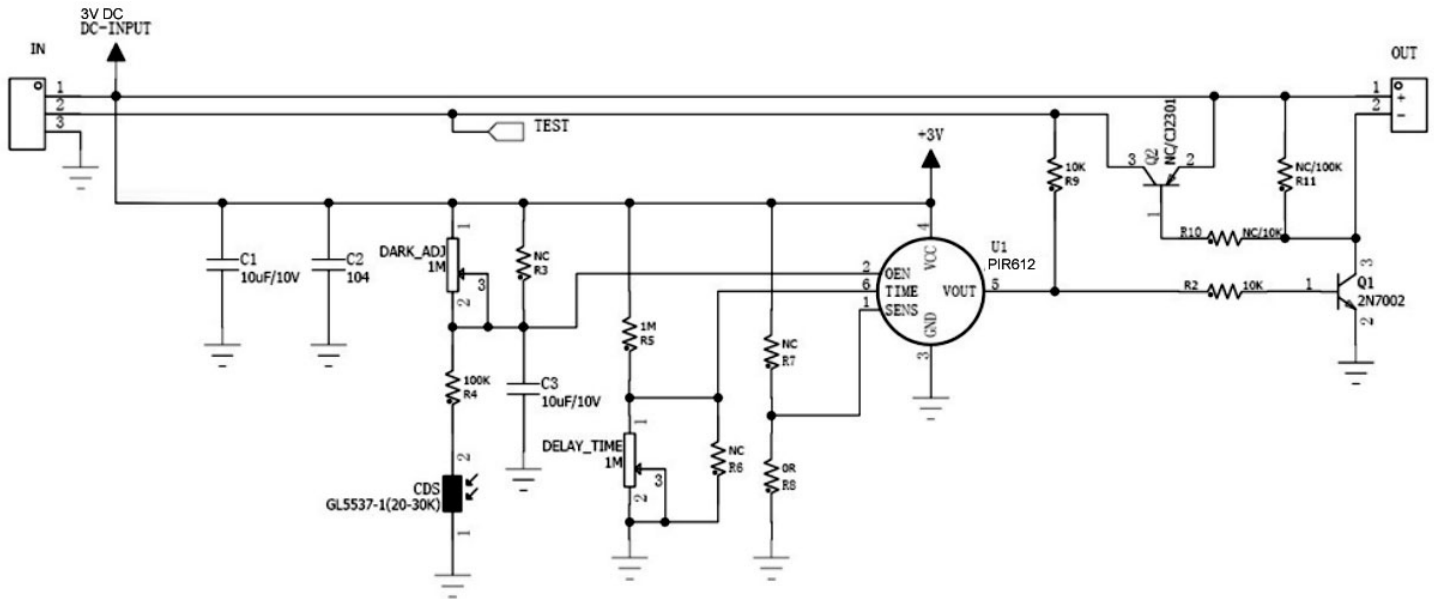 3V DC
DC-INPUT
IN
OUT
1
2
3
1
+
2
-
TEST
+3V
10K
R9
3
Q2
NC/CJ2301
2
1
NC/100K
R11
R10
NC/10K
C1
10uF/10V
C2
104
1
DARK_ADJ
1M
3
2
NC
R3
4
VCC
U1
PIR612
2
OEN
6
TIME
1
SENS
VOUT
5
GND
3
R2
10K
1
3
Q1
2N7002
2
1M
R5
NC
R7
100K
R4
C3
10uF/10V
1
DELAY_TIME
1M
3
2
NC
R6
0R
R8
2
CDS
GL5537-1(20-30K)
1